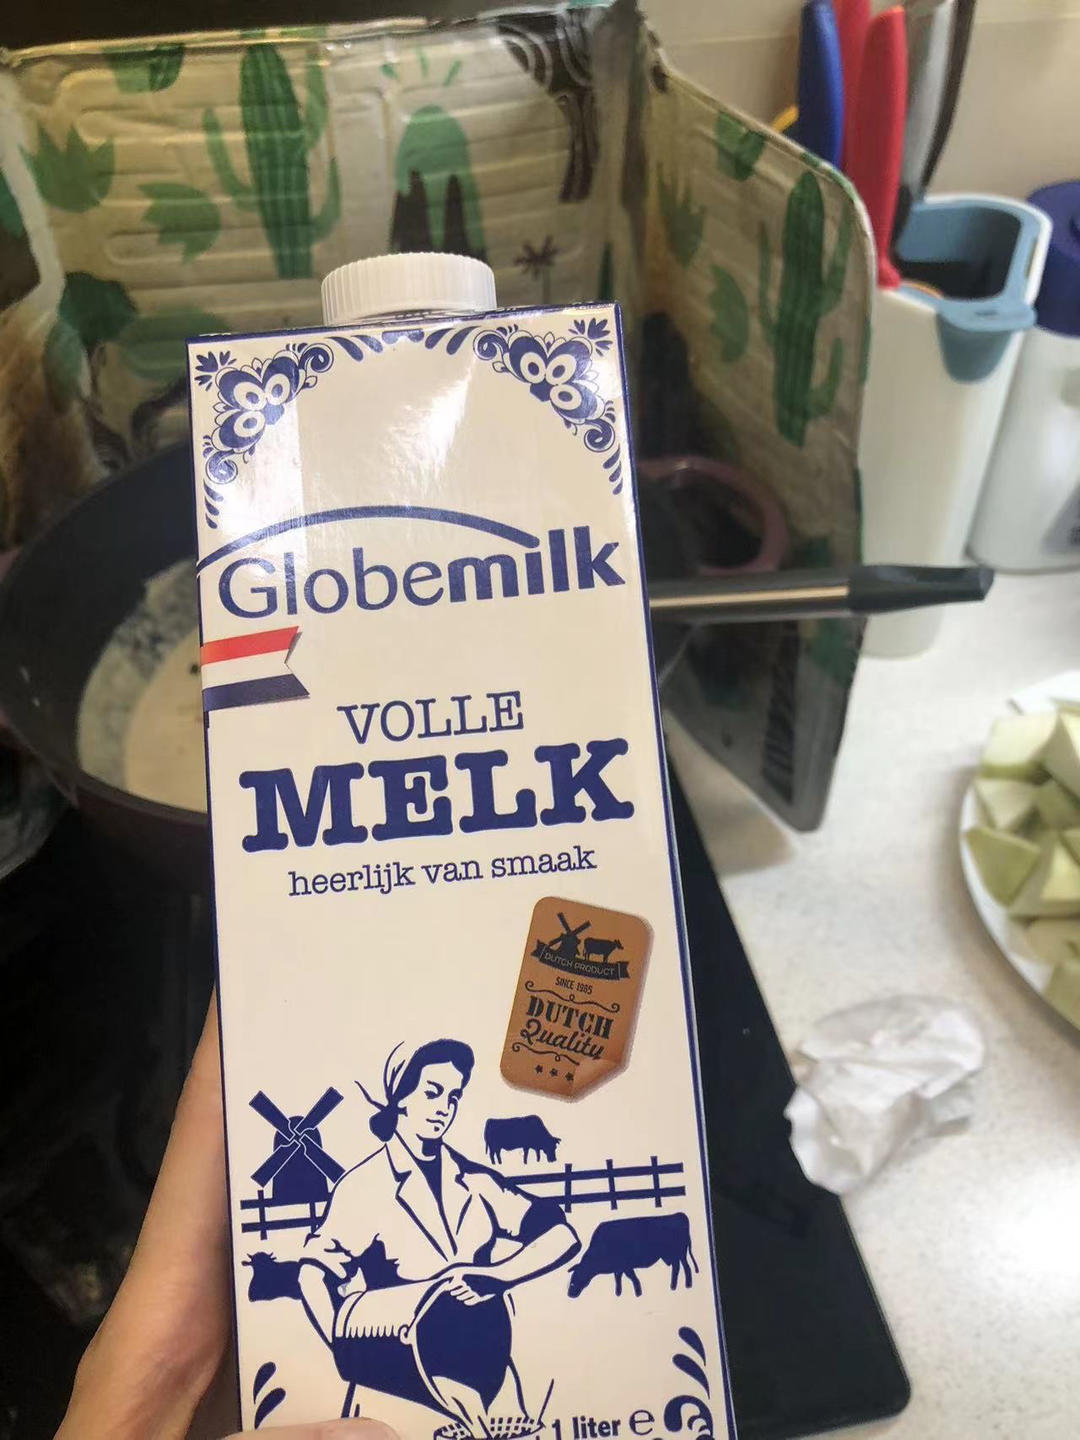 Globemilk
VOLLE
MELK
heerlijk van smaak
DUTCH PRODUCT
SINCE 1985
DUTCH
Quality
1 liter e